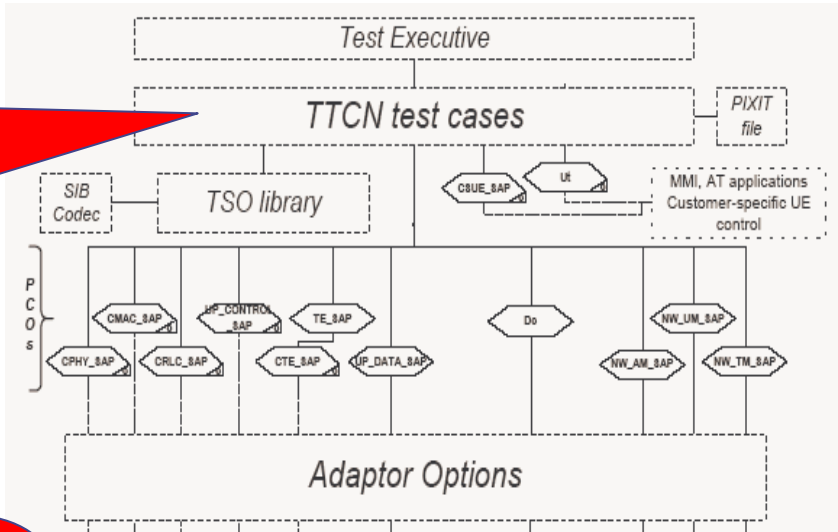 Test Executive
TTCN test cases
PIXIT
file
SIB
Codec
TSO library
CSUE_SAP
Ut
MMI, AT applications
Customer-specific UE
control
P
C
O
s
CMAC_SAP
UP_CONTROL
_SAP
TE_SAP
Do
NW_UM_SAP
CPHY_SAP
CRLC_SAP
CTE_SAP
UP_DATA_SAP
NW_AM_SAP
NW_TM_SAP
Adaptor Options